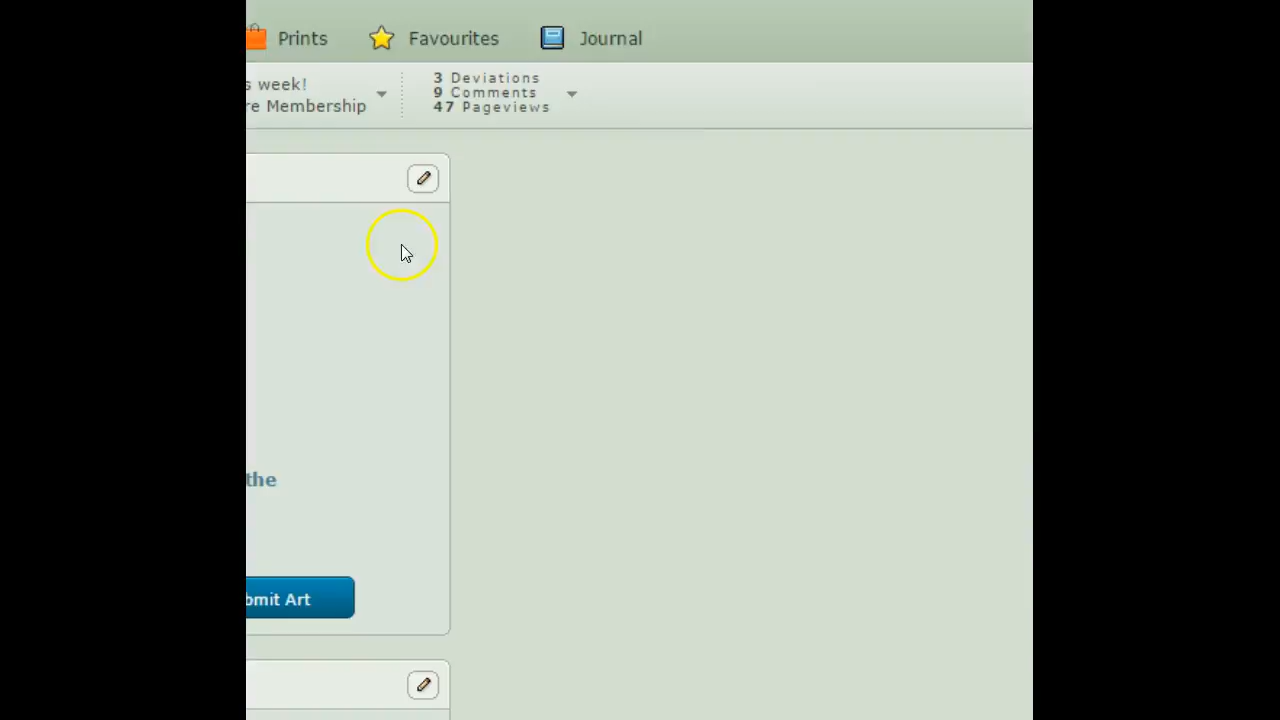 Prints Favourites Journal
s week!
re Membership
3 Deviations
9 Comments
47 Pageviews
the
bmit Art